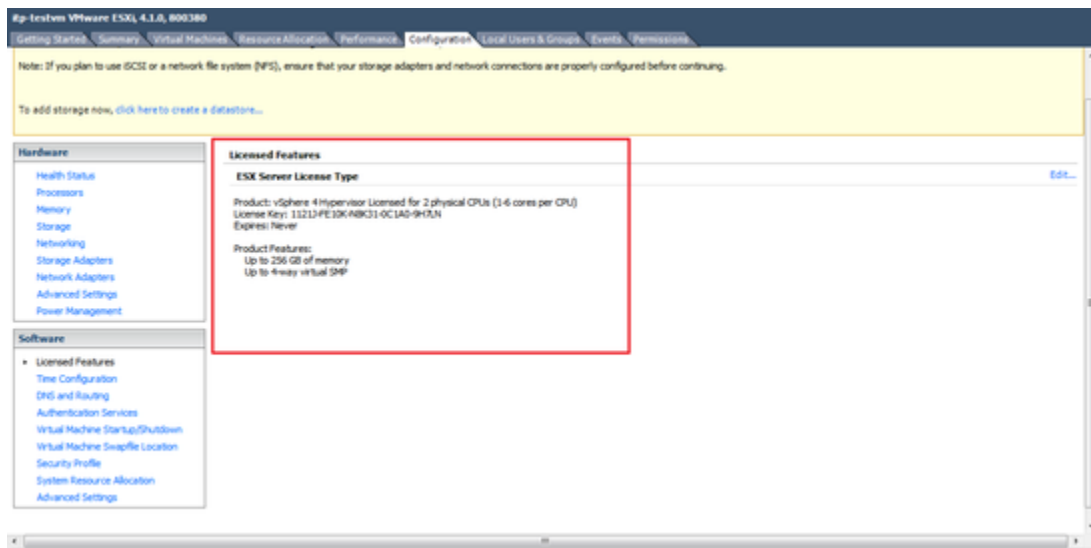 VMware ESXi, 4.1.0, 800380
Getting Started Summary Virtual Machines Resource Allocation Performance Configuration Local Users & Groups Events Permissions
Note: If you plan to use iSCSI or a network file system (NFS), ensure that your storage adapters and network connections are properly configured before continuing.
To add storage now, click here to create a datastore...
Hardware
Health Status
Processors
Memory
Storage
Networking
Storage Adapters
Network Adapters
Advanced Settings
Power Management
Software
Licensed Features
Time Configuration
DNS and Routing
Authentication Services
Virtual Machine Startup/Shutdown
Virtual Machine Swapfile Location
Security Profile
System Resource Allocation
Advanced Settings
Licensed Features
ESX Server License Type
Edit...
Product: vSphere 4 Hypervisor Licensed for 2 physical CPUs (1-6 cores per CPU)
License Key:
Expires: Never
Product Features:
Up to 256 GB of memory
Up to 4-way virtual SMP